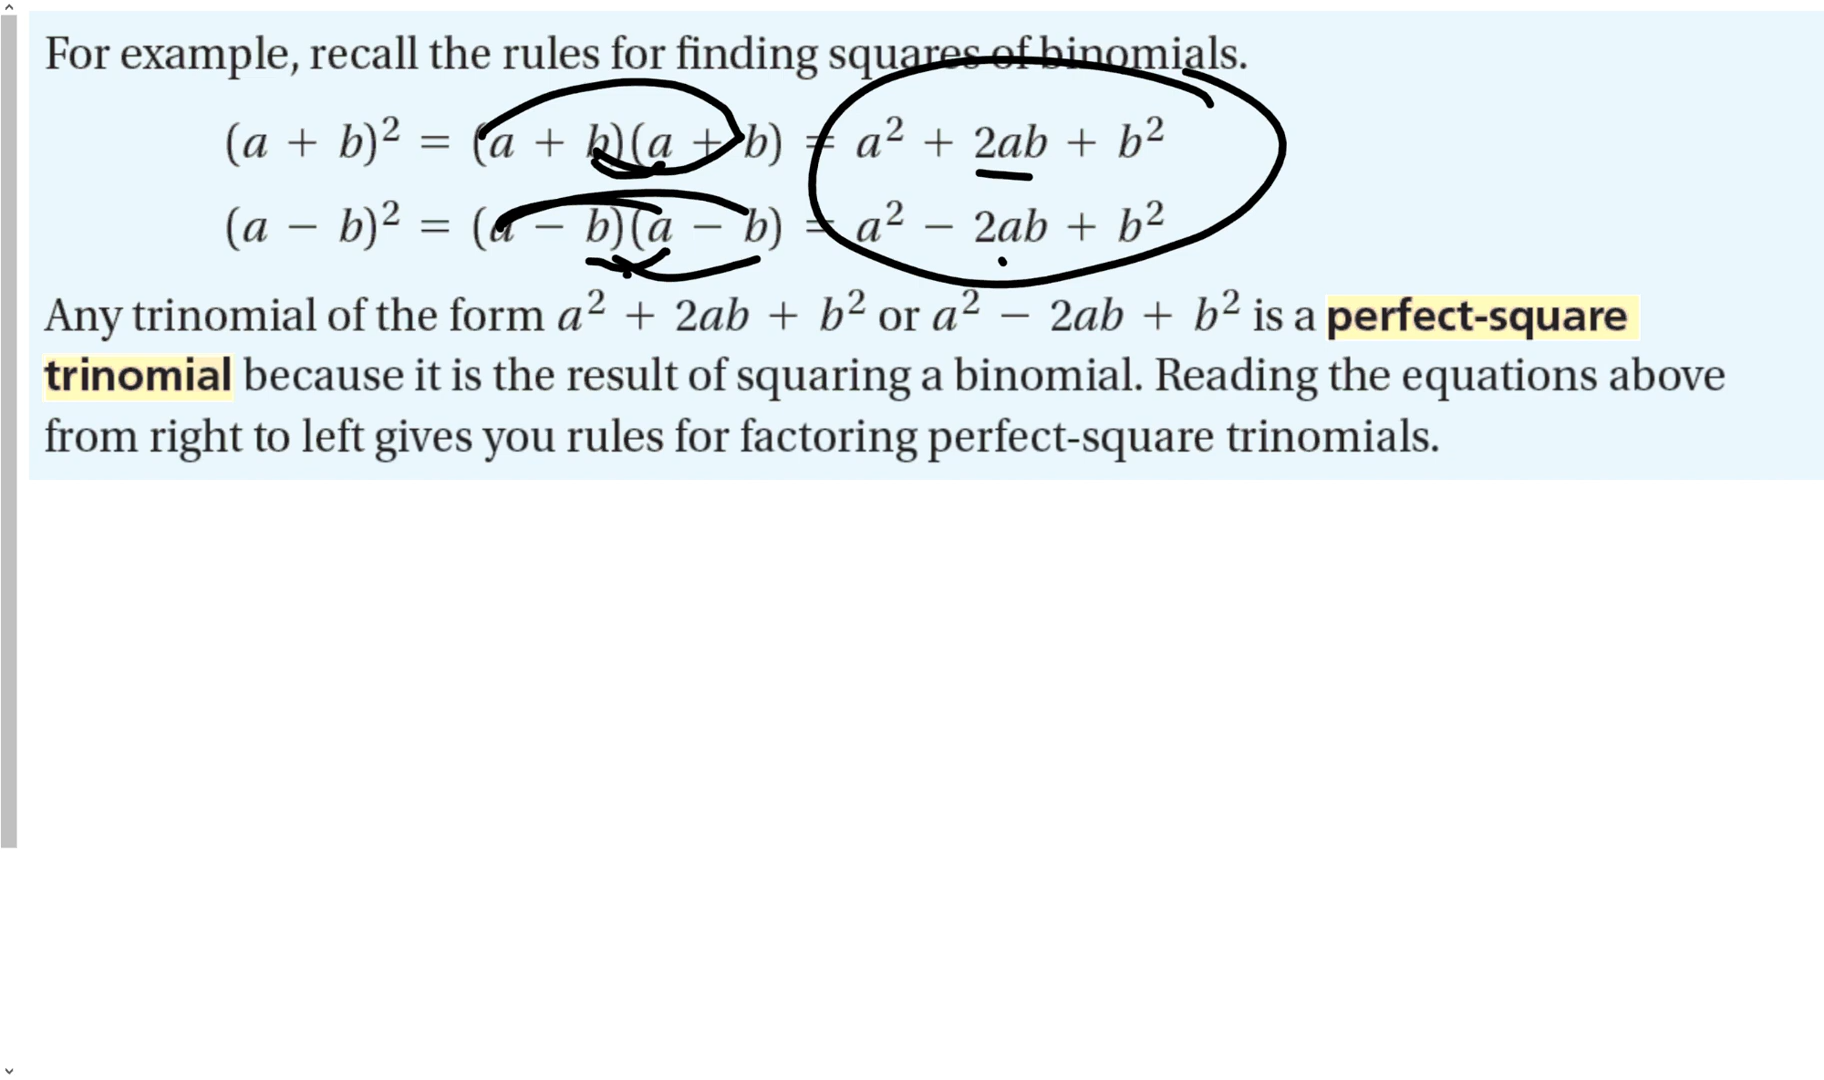 For example, recall the rules for finding squares of binomials.
(a + b)² = (a + b)(a + b) = a² + 2ab + b²
(a − b)² = (a − b)(a − b) = a² − 2ab + b²
Any trinomial of the form a² + 2ab + b² or a² − 2ab + b² is a perfect-square
trinomial because it is the result of squaring a binomial. Reading the equations above
from right to left gives you rules for factoring perfect-square trinomials.